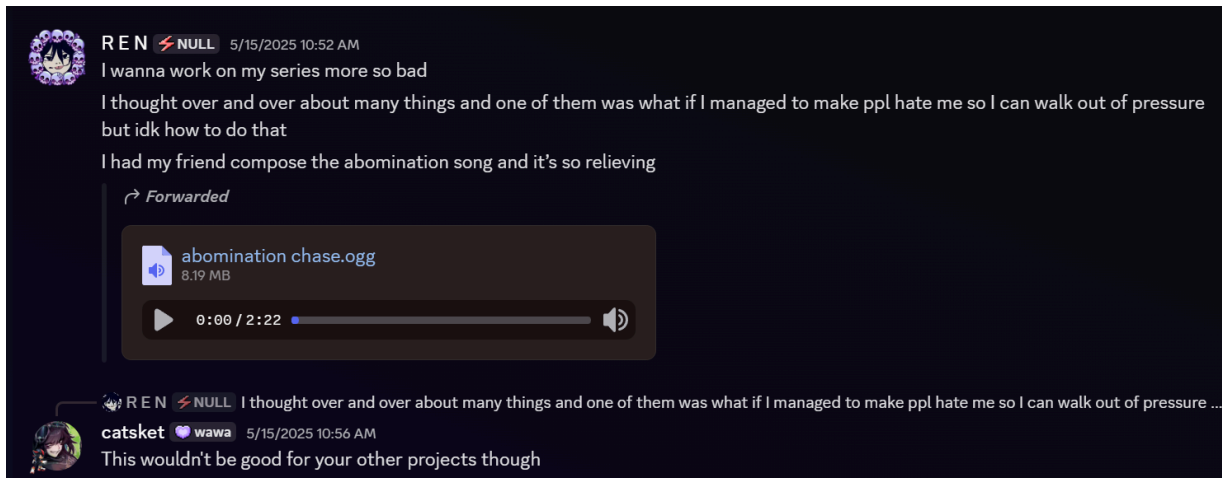 R E N NULL 5/15/2025 10:52 AM
I wanna work on my series more so bad
I thought over and over about many things and one of them was what if I managed to make ppl hate me so I can walk out of pressure
but idk how to do that
I had my friend compose the abomination song and it's so relieving
Forwarded
abomination chase.ogg
8.19 MB
0:00 / 2:22
R E N NULL I thought over and over about many things and one of them was what if I managed to make ppl hate me so I can walk out of pressure ...
catsket wawa 5/15/2025 10:56 AM
This wouldn't be good for your other projects though